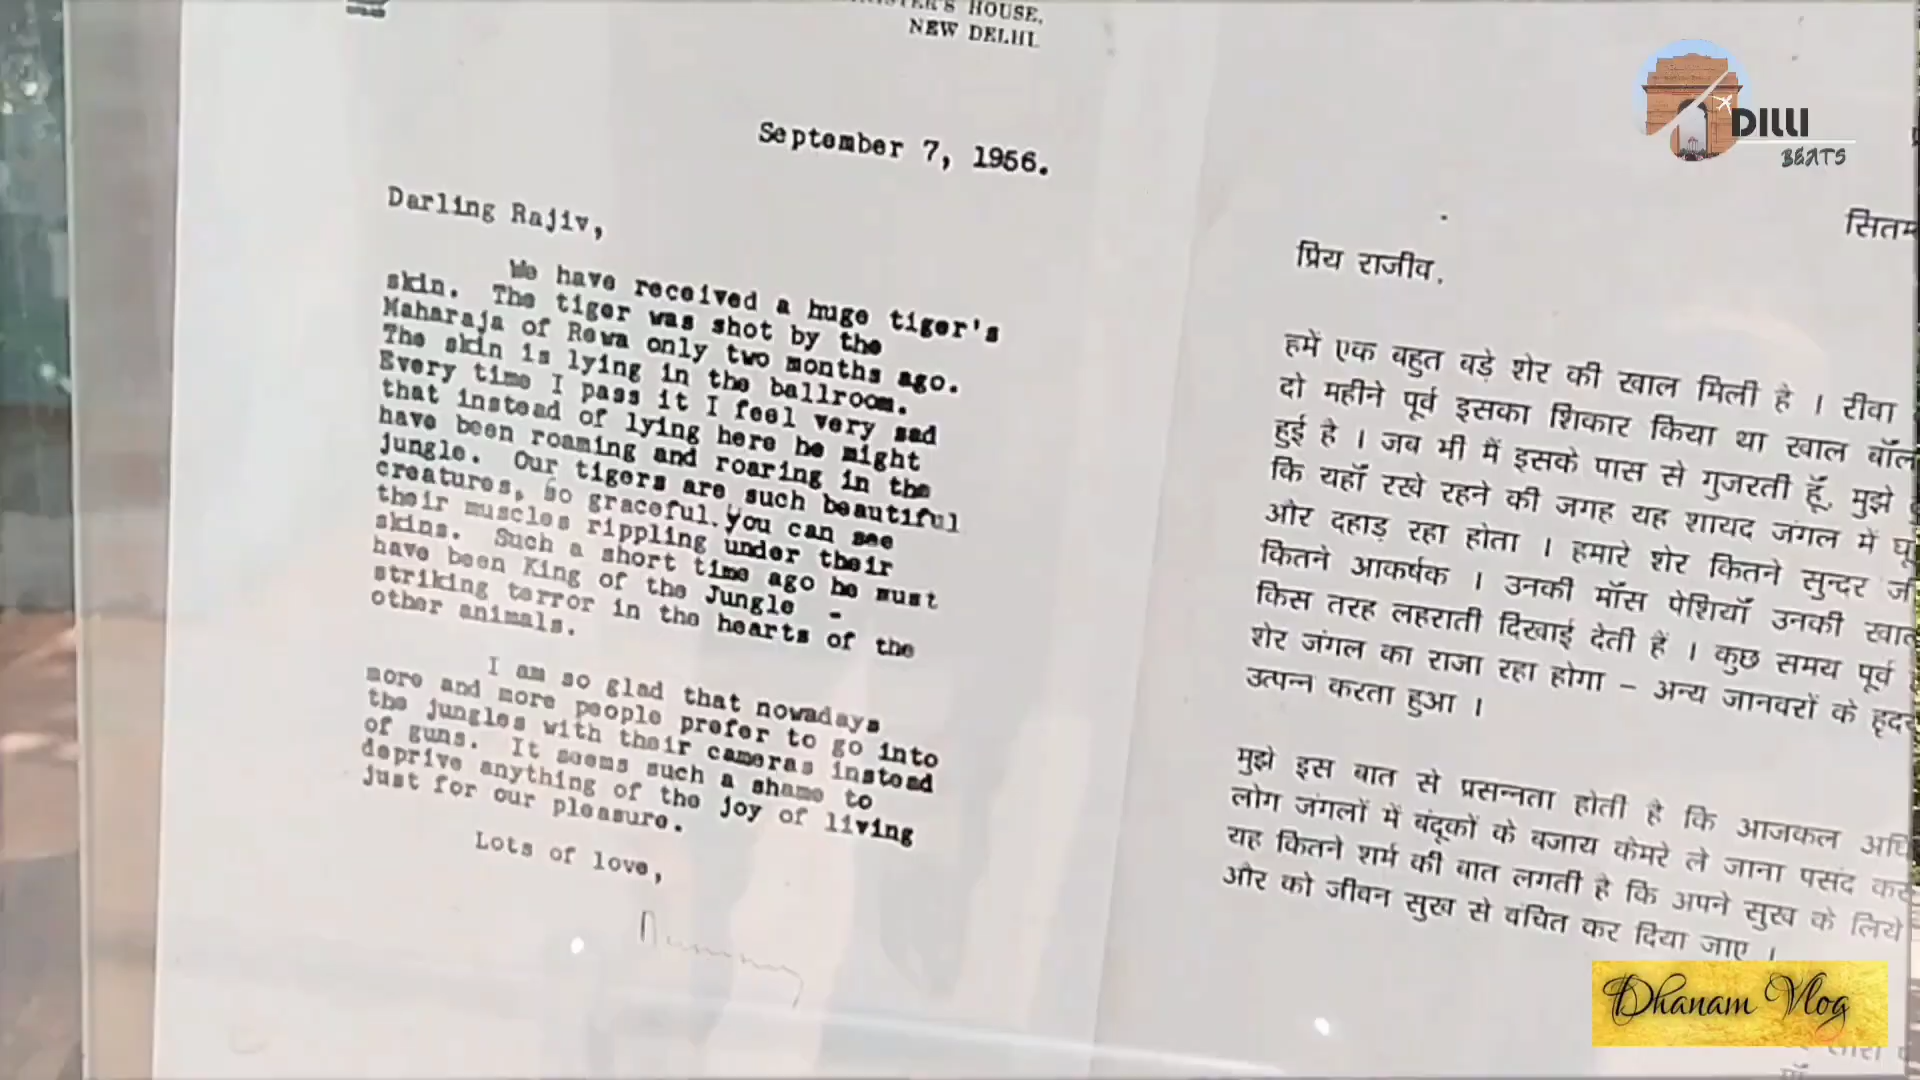 HOUSE,
NEW DELHI.
September 7, 1956.
Darling Rajiv,
We have received a huge tiger's
skin. The tiger was shot by the
Maharaja of Rewa only two months ago.
The skin is lying in the ballroom.
Every time I pass it I feel very sad
that instead of lying here he might
have been roaming and roaring in the
jungle. Our tigers are such beautiful
creatures, so graceful. you can see
their muscles rippling under their
skins. Such a short time ago he must
have been King of the Jungle -
striking terror in the hearts of the
other animals.
I am so glad that nowadays
more and more people prefer to go into
the jungles with their cameras instead
of guns. It seems such a shame to
deprive anything of the joy of living
just for our pleasure.
Lots of love,
Mummy
प्रिय राजीव,
हमें एक बहुत बड़े शेर की खाल मिली है । रीवा
दो महीने पूर्व इसका शिकार किया था खाल
हुई है । जब भी मैं इसके पास से गुजरती हूँ, मुझे
कि यहाँ रखे रहने की जगह यह शायद जंगल में
और दहाड़ रहा होता । हमारे शेर कितने सुन्दर
कितने आकर्षक । उनकी माँस पेशियाँ उनकी
किस तरह लहराती दिखाई देती हैं । कुछ समय पूर्व
शेर जंगल का राजा रहा होगा – अन्य जानवरों के
उत्पन्न करता हुआ ।
मुझे इस बात से प्रसन्नता होती है कि आजकल
लोग जंगलों में बंदूकों के बजाय केमरे ले जाना पसंद
यह कितने शर्म की बात लगती है कि अपने सुख के लिये
और को जीवन सुख से वंचित कर दिया जाए ।
DILLI
BEATS
Dhanam Vlog